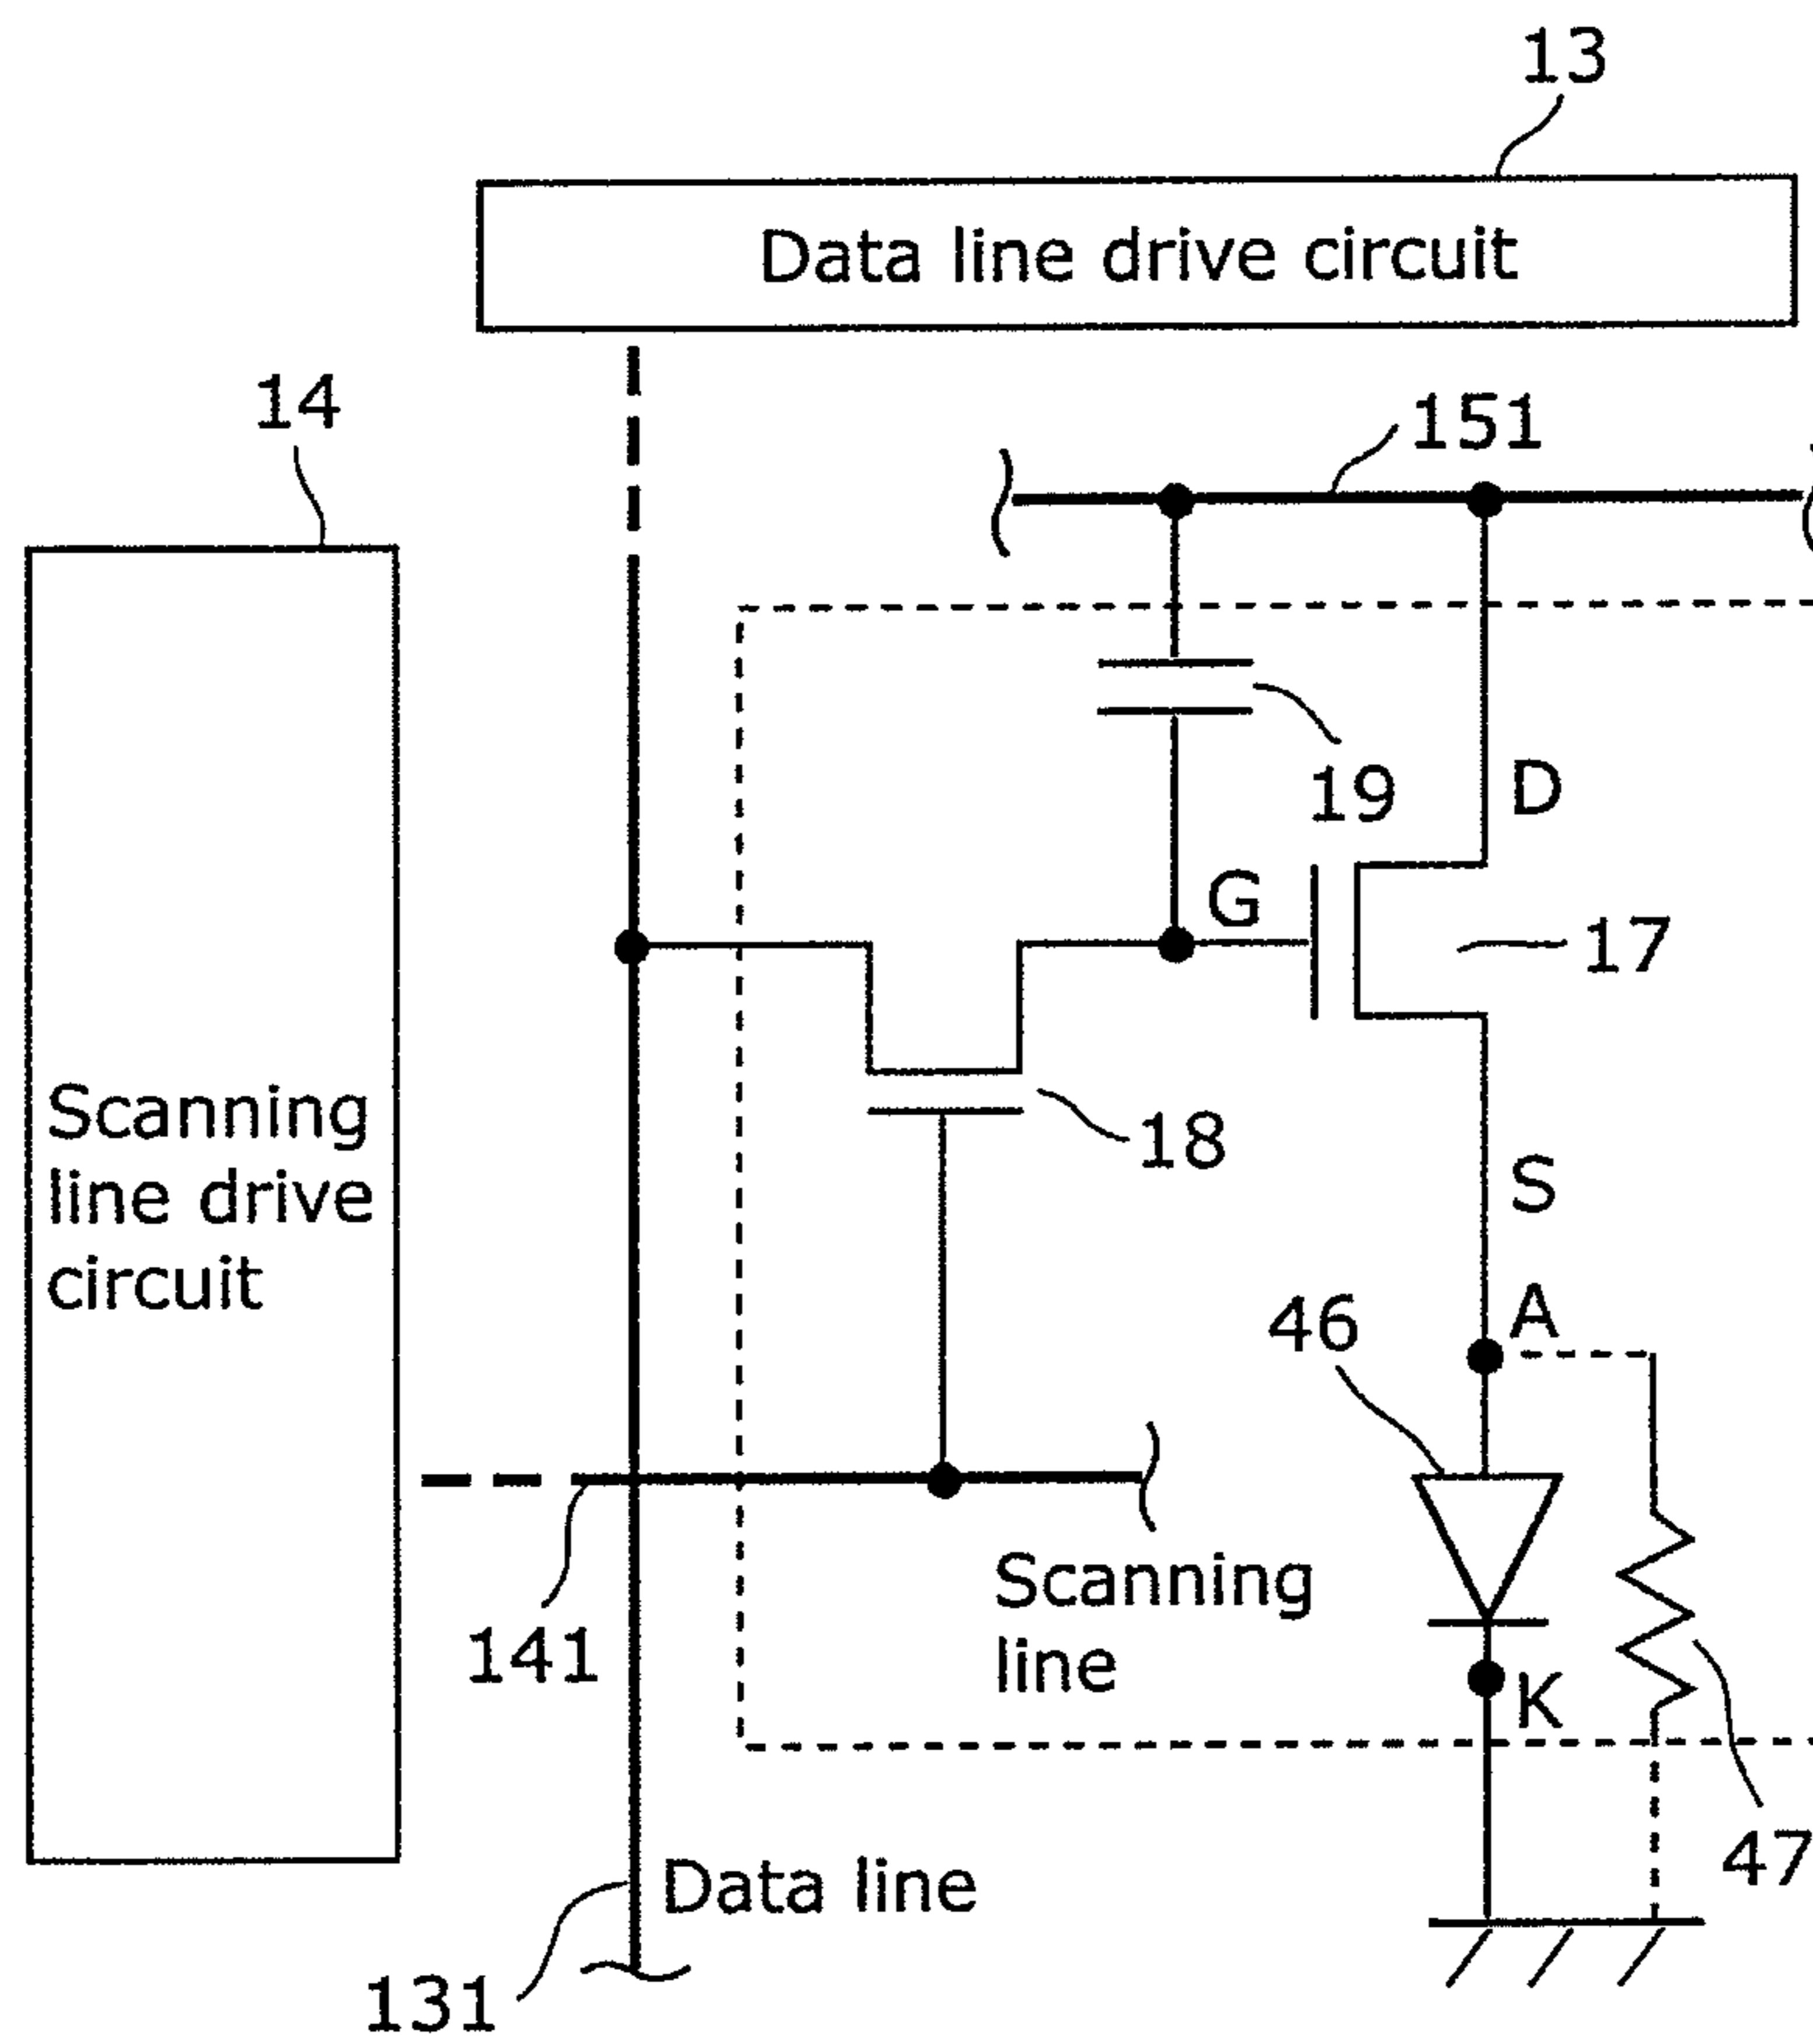 13
Data line drive circuit
14
151
19
D
G
17
Scanning
line drive
circuit
18
S
46
A
Scanning
line
141
K
47
Data line
131